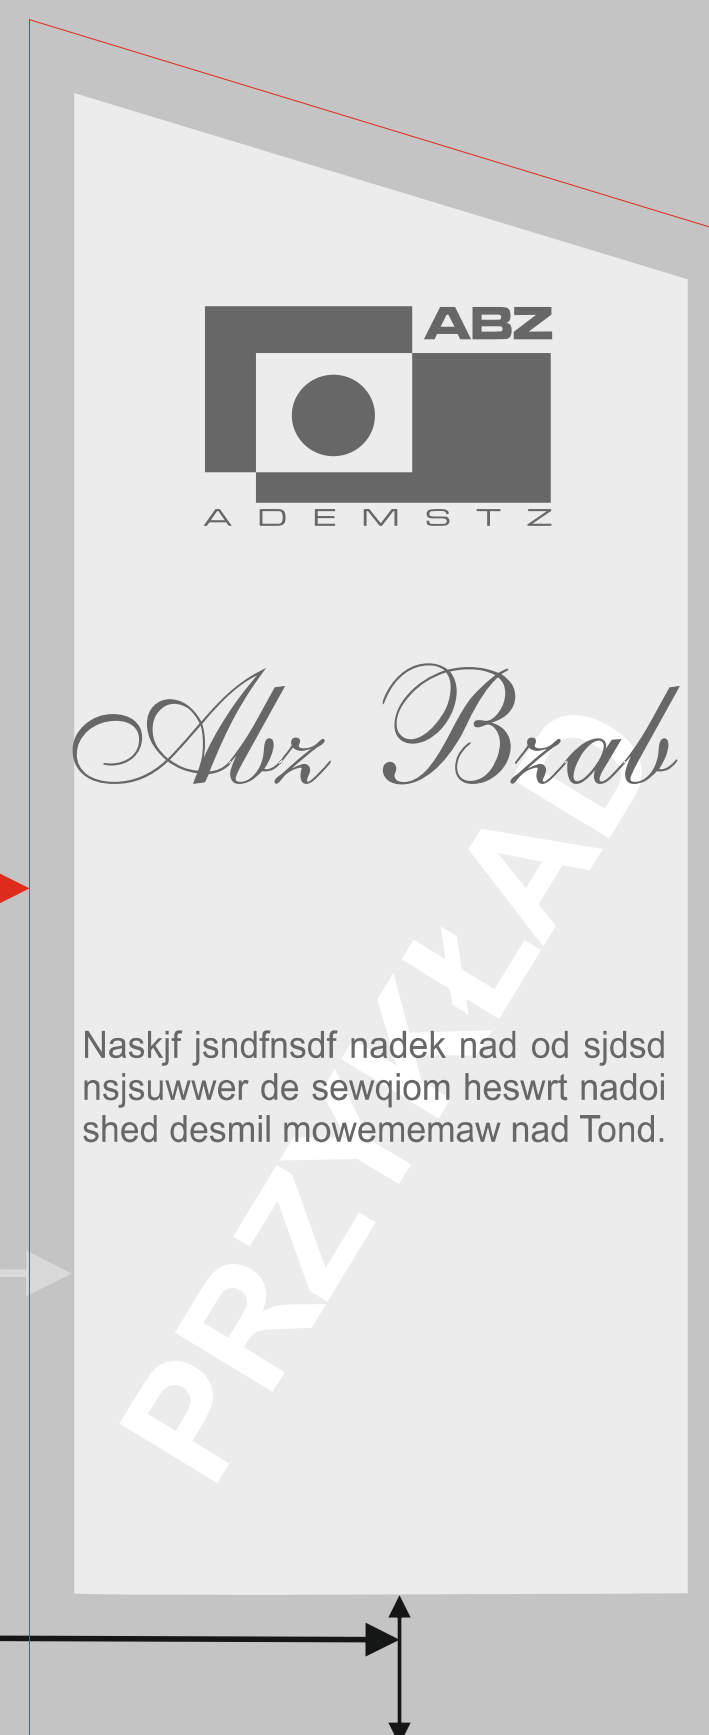 ABZ
ADEMSTZ
Abz Bzab
Naskjf jsndfnsdf nadek nad od sjdsd
nsjsuwwer de sewqiom heswrt nadoi
shed desmil mowememaw nad Tond.
PRZYKŁAD